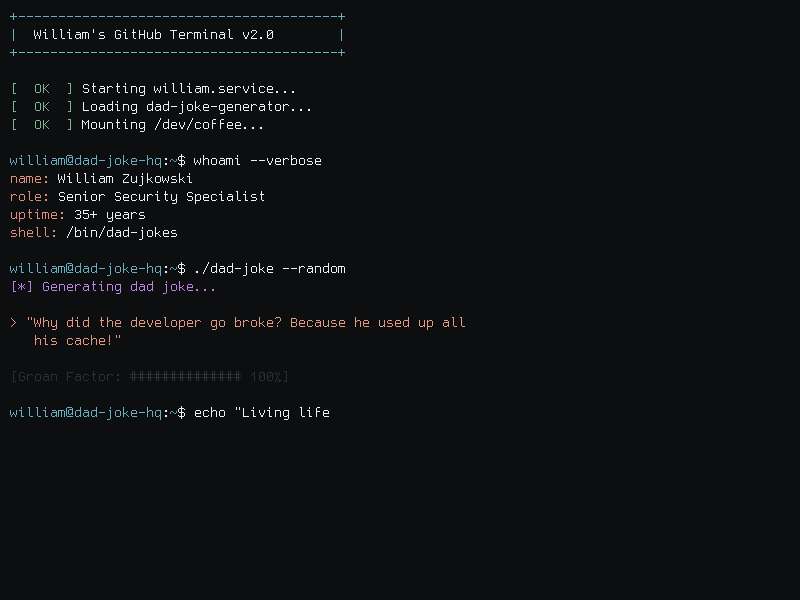 +----------------------------------------+
|  William's GitHub Terminal v2.0        |
+----------------------------------------+
[  OK  ] Starting william.service...
[  OK  ] Loading dad-joke-generator...
[  OK  ] Mounting /dev/coffee...
william@dad-joke-hq:~$ whoami --verbose
name: William Zujkowski
role: Senior Security Specialist
uptime: 35+ years
shell: /bin/dad-jokes
william@dad-joke-hq:~$ ./dad-joke --random
[*] Generating dad joke...
> "Why did the developer go broke? Because he used up all
his cache!"
[Groan Factor: ############## 100%]
william@dad-joke-hq:~$ echo "Living life